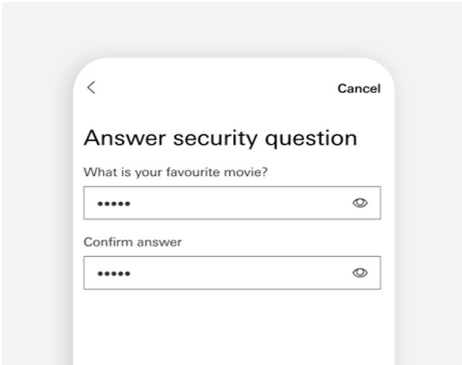 Cancel
Answer security question
What is your favourite movie?
•••••
Confirm answer
•••••